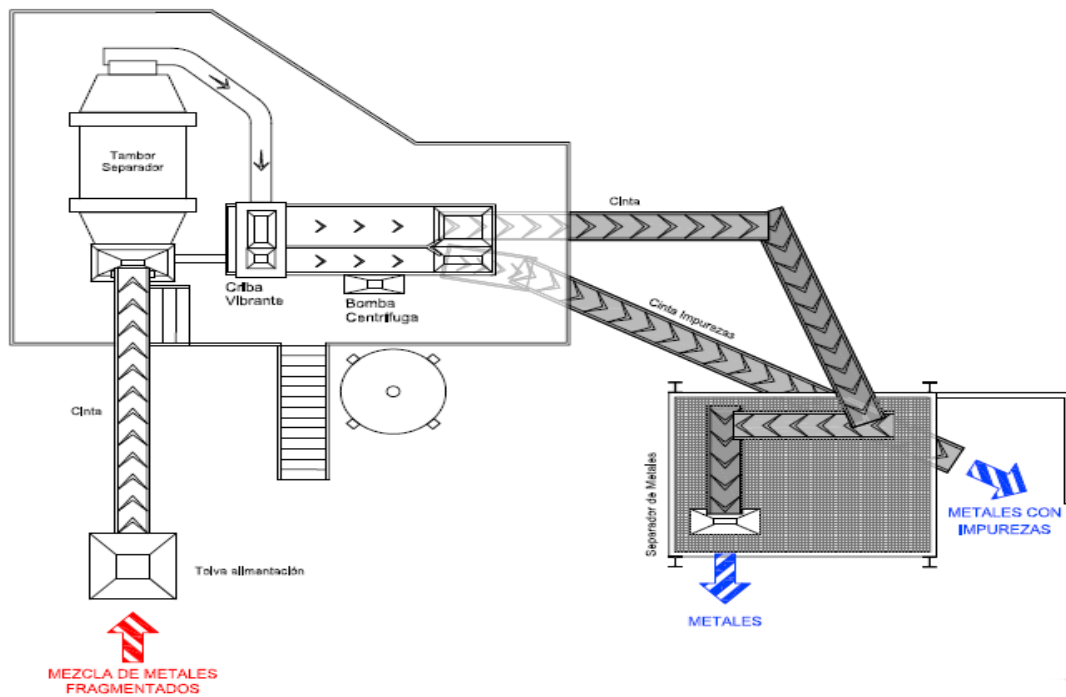 Tambor
Separador
Cinta
Criba
Vibrante
Bomba
Centrífuga
Cinta Impurezas
Cinta
Separador de Metales
METALES CON
IMPUREZAS
Tolva alimentación
METALES
MEZCLA DE METALES
FRAGMENTADOS